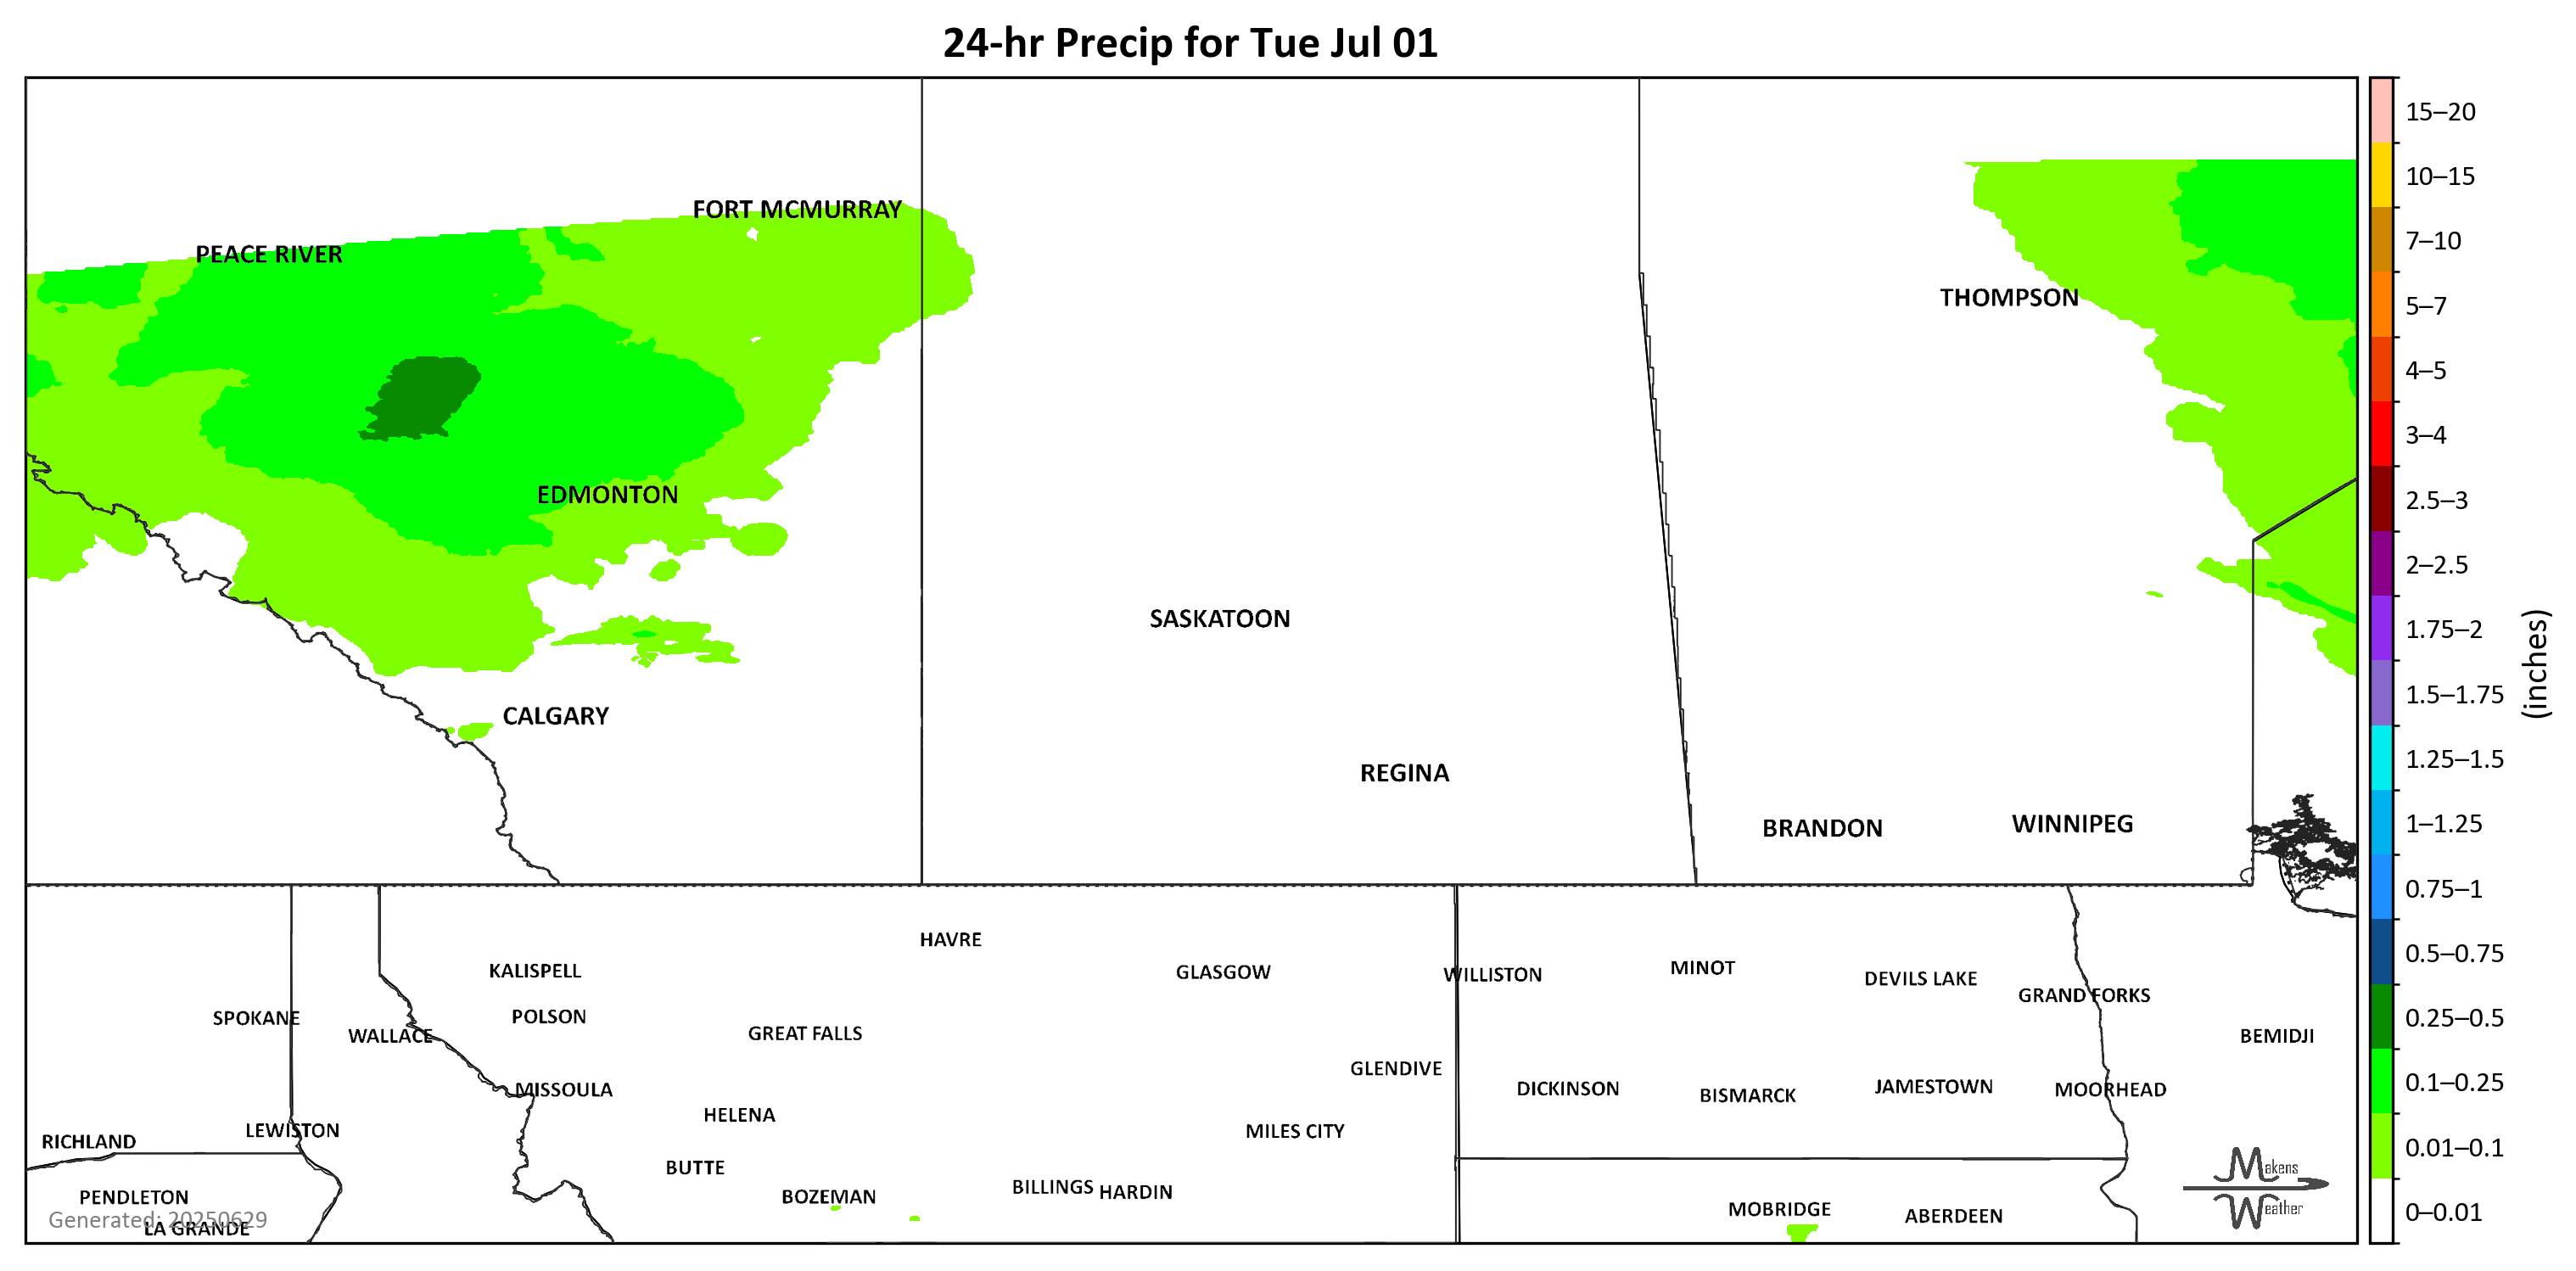 24-hr Precip for Tue Jul 01
FORT MCMURRAY
PEACE RIVER
THOMPSON
EDMONTON
SASKATOON
CALGARY
REGINA
BRANDON
WINNIPEG
HAVRE
KALISPELL
GLASGOW
WILLISTON
MINOT
DEVILS LAKE
GRAND FORKS
SPOKANE
POLSON
WALLACE
GREAT FALLS
BEMIDJI
GLENDIVE
MISSOULA
DICKINSON
BISMARCK
JAMESTOWN
MOORHEAD
HELENA
LEWISTON
MILES CITY
RICHLAND
BUTTE
PENDLETON
BOZEMAN
BILLINGS
HARDIN
MOBRIDGE
ABERDEEN
Generated: 20250629
LA GRANDE
Makens
Weather
15–20
10–15
7–10
5–7
4–5
3–4
2.5–3
2–2.5
1.75–2
1.5–1.75
1.25–1.5
1–1.25
0.75–1
0.5–0.75
0.25–0.5
0.1–0.25
0.01–0.1
0–0.01
(inches)